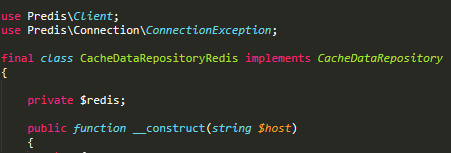 use Predis\Client;
use Predis\Connection\ConnectionException;
final class CacheDataRepositoryRedis implements CacheDataRepository
{
private $redis;
public function __construct(string $host)
{